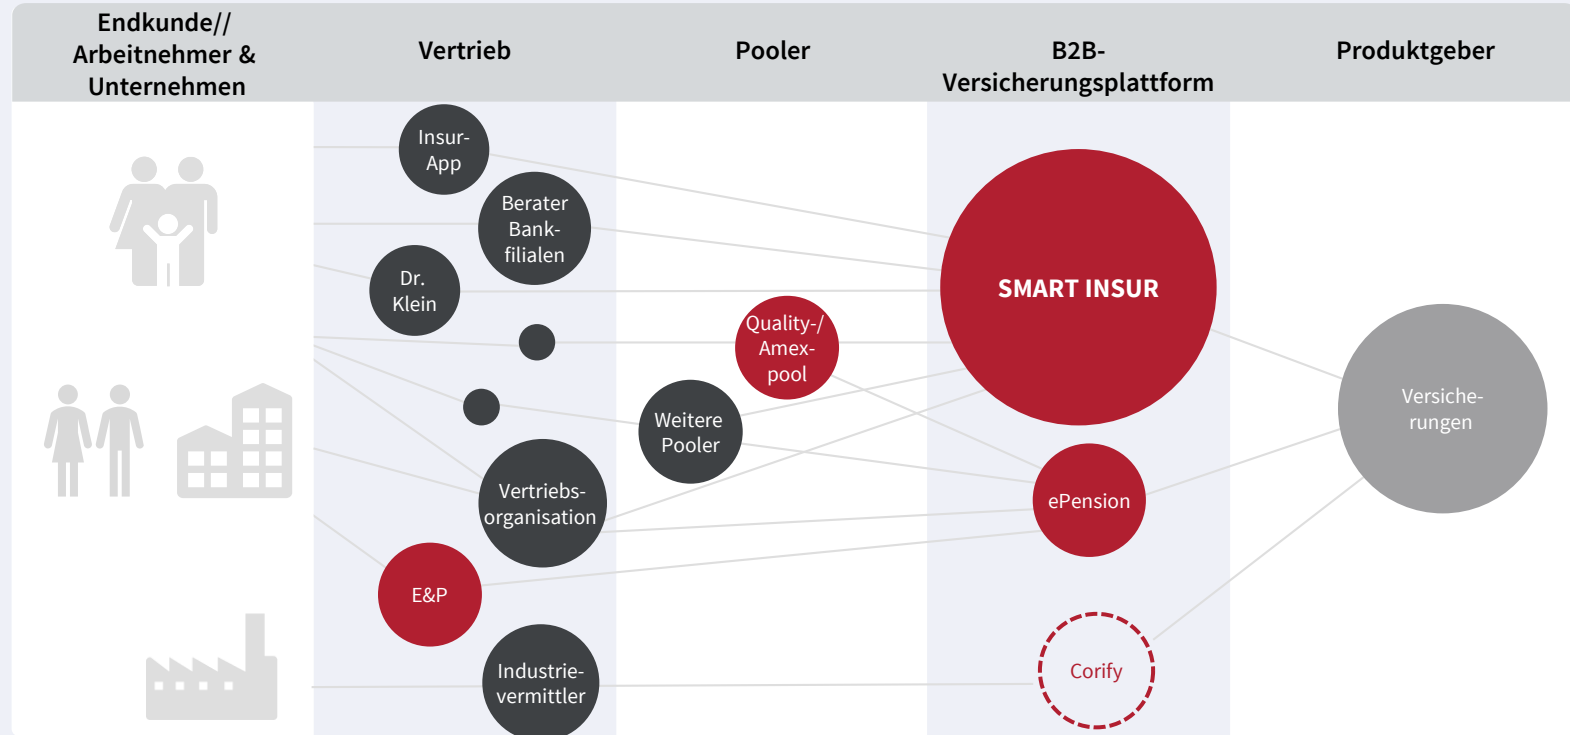 Endkunde//
Arbeitnehmer &
Unternehmen
Vertrieb
Pooler
B2B-
Versicherungsplattform
Produktgeber
Insur-
App
Berater
Bank-
filialen
Dr.
Klein
SMART INSUR
Quality-/
Amex-
pool
Weitere
Pooler
Versiche-
rungen
Vertriebs-
organisation
ePension
E&P
Industrie-
vermittler
Corify